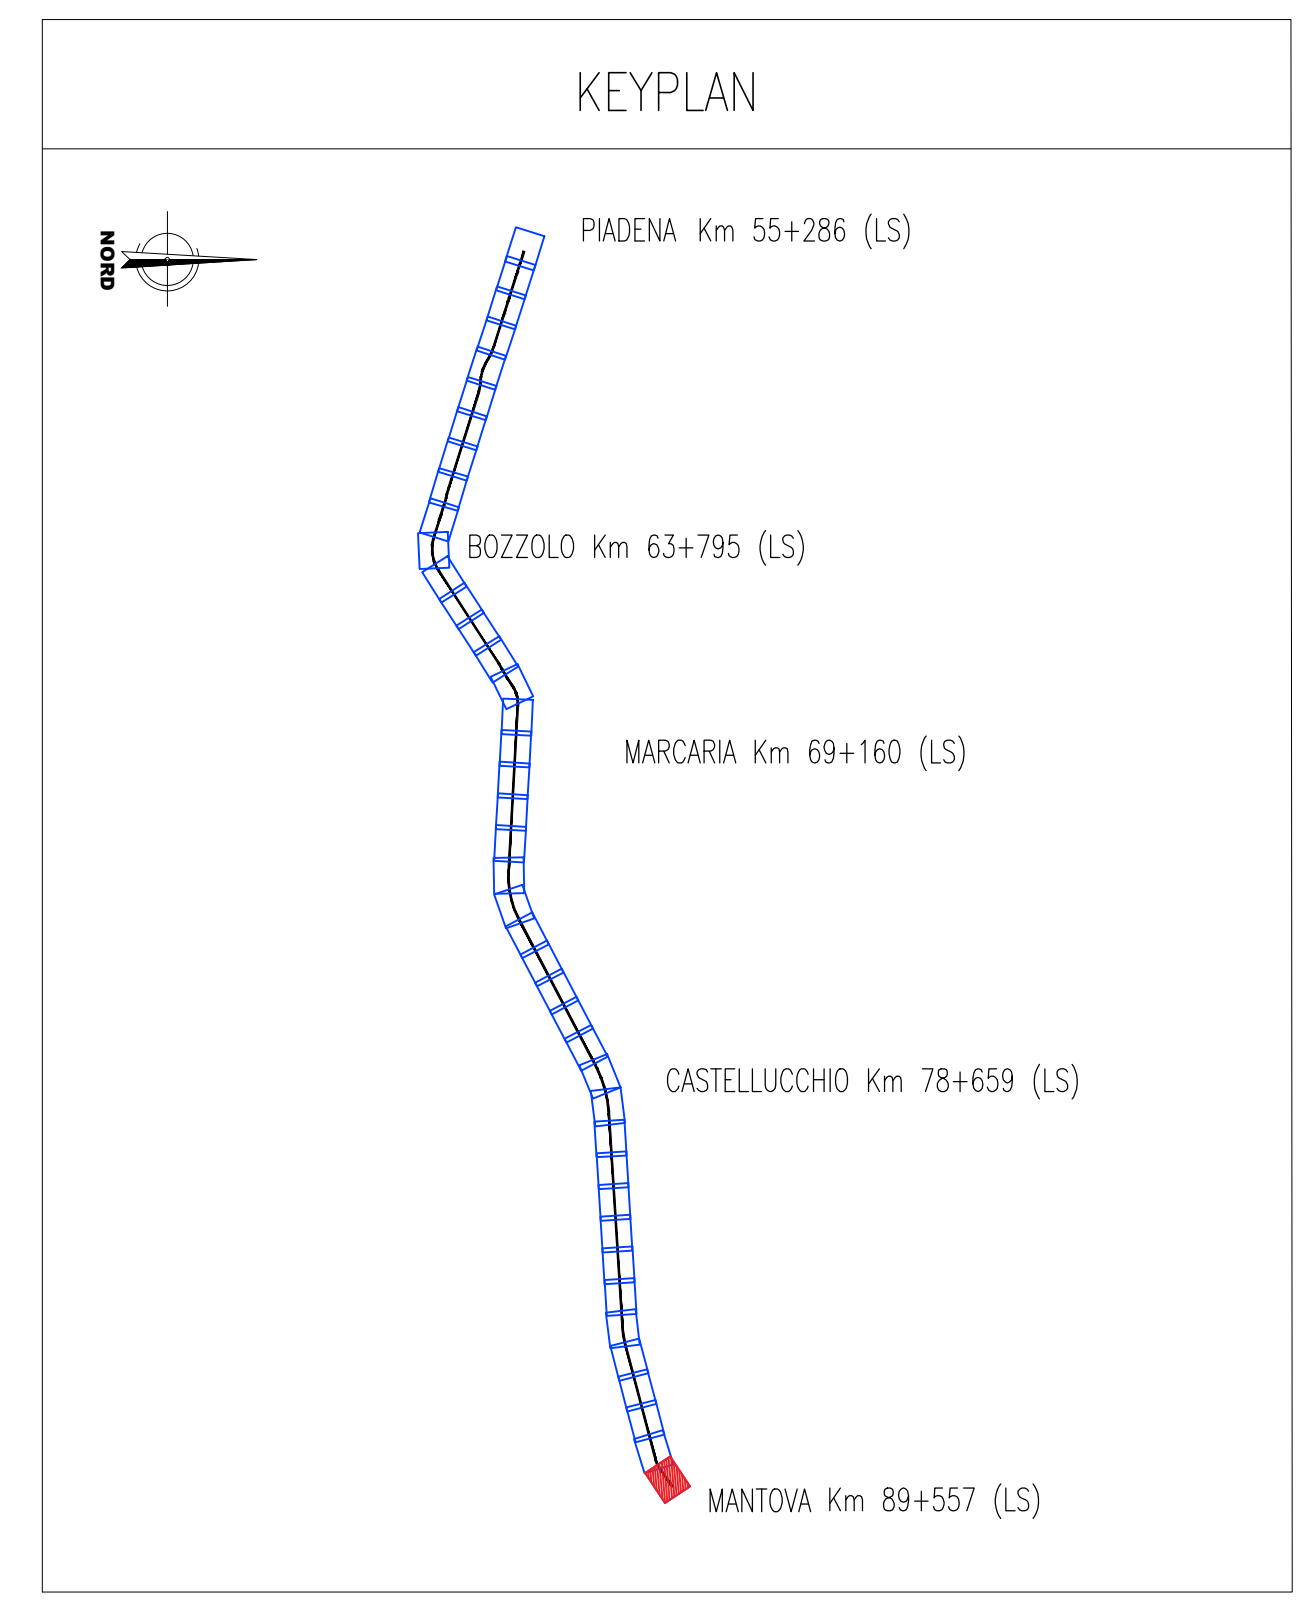 KEYPLAN
NORD
PIADENA Km 55+286 (LS)
BOZZOLO Km 63+795 (LS)
MARCARIA Km 69+160 (LS)
CASTELLUCCHIO Km 78+659 (LS)
MANTOVA Km 89+557 (LS)